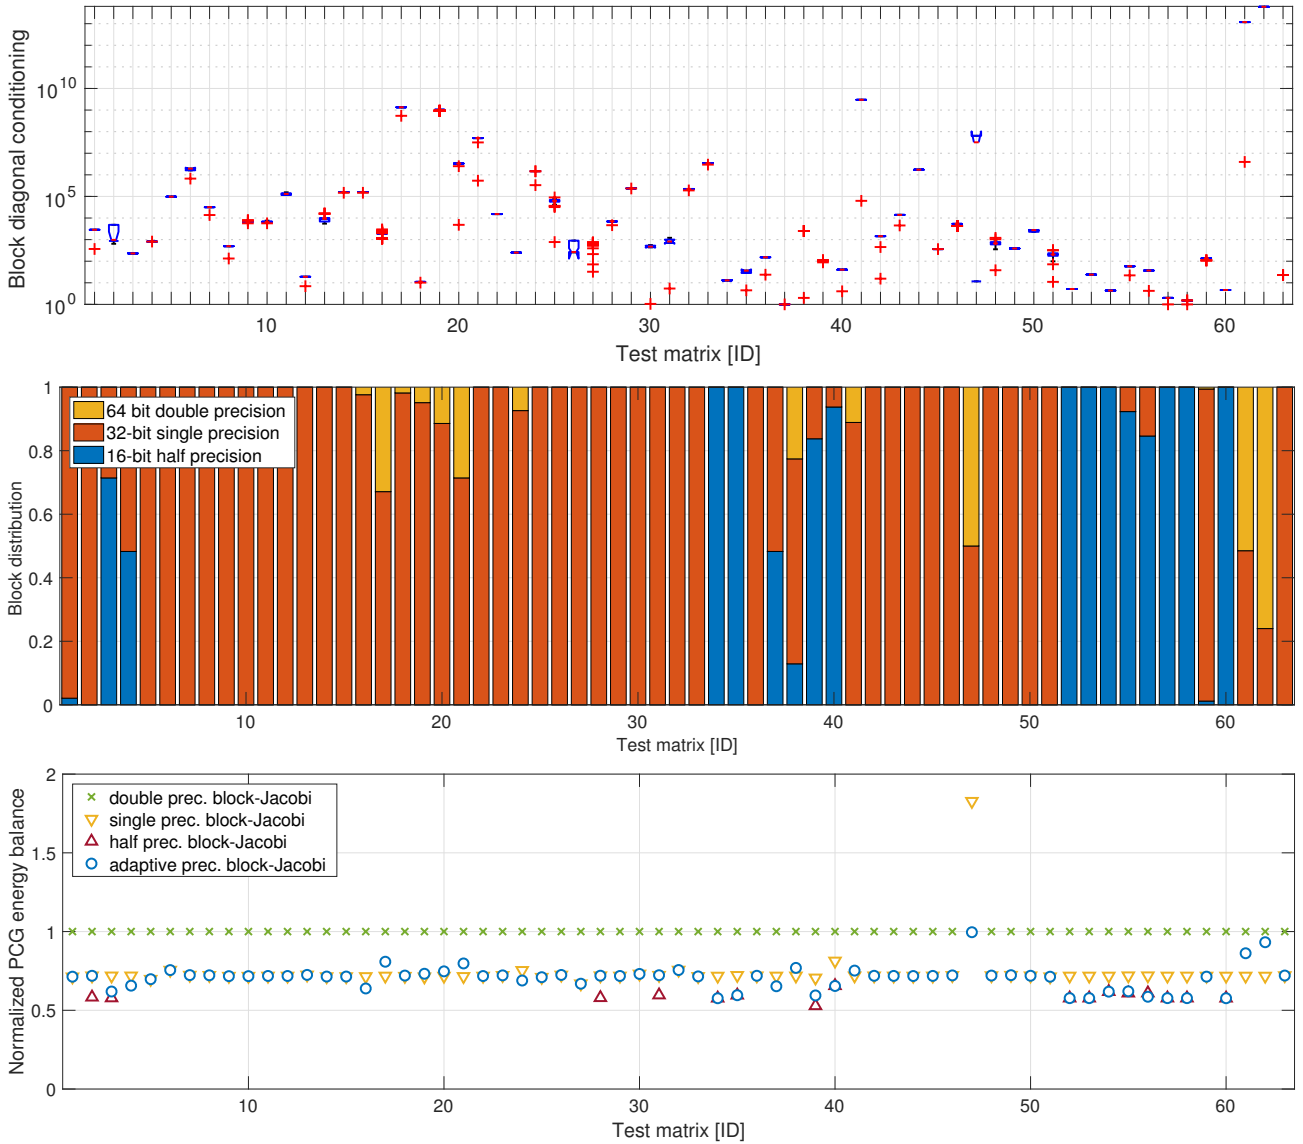 Block diagonal conditioning
10^10
10^5
10^0
10 20 30 40 50 60
Test matrix [ID]
Block distribution
1
0.8
0.6
0.4
0.2
0
64 bit double precision
32-bit single precision
16-bit half precision
10 20 30 40 50 60
Test matrix [ID]
Normalized PCG energy balance
2
1.5
1
0.5
0
double prec. block-Jacobi
single prec. block-Jacobi
half prec. block-Jacobi
adaptive prec. block-Jacobi
10 20 30 40 50 60
Test matrix [ID]